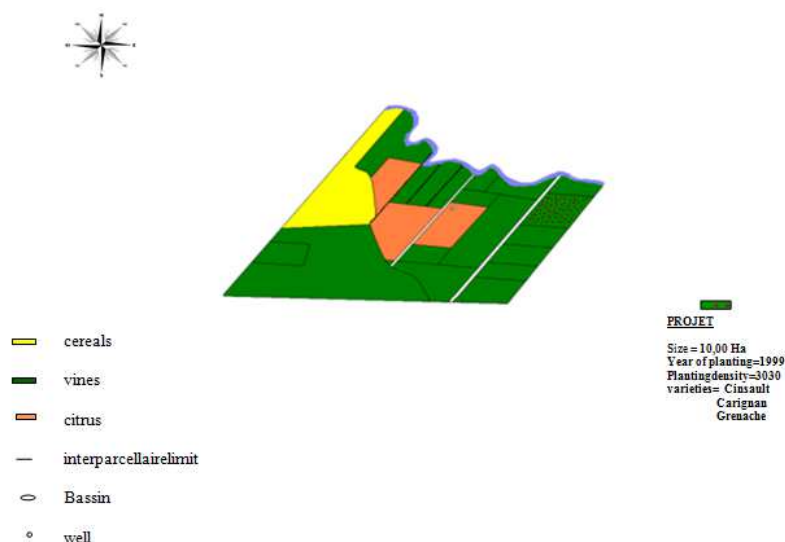 cereals
vines
citrus
interparcellairelimit
Bassin
well
PROJET
Size = 10,00 Ha
Year of planting=1999
Plantingdensity=3030
varieties= Cinsault
Carignan
Grenache